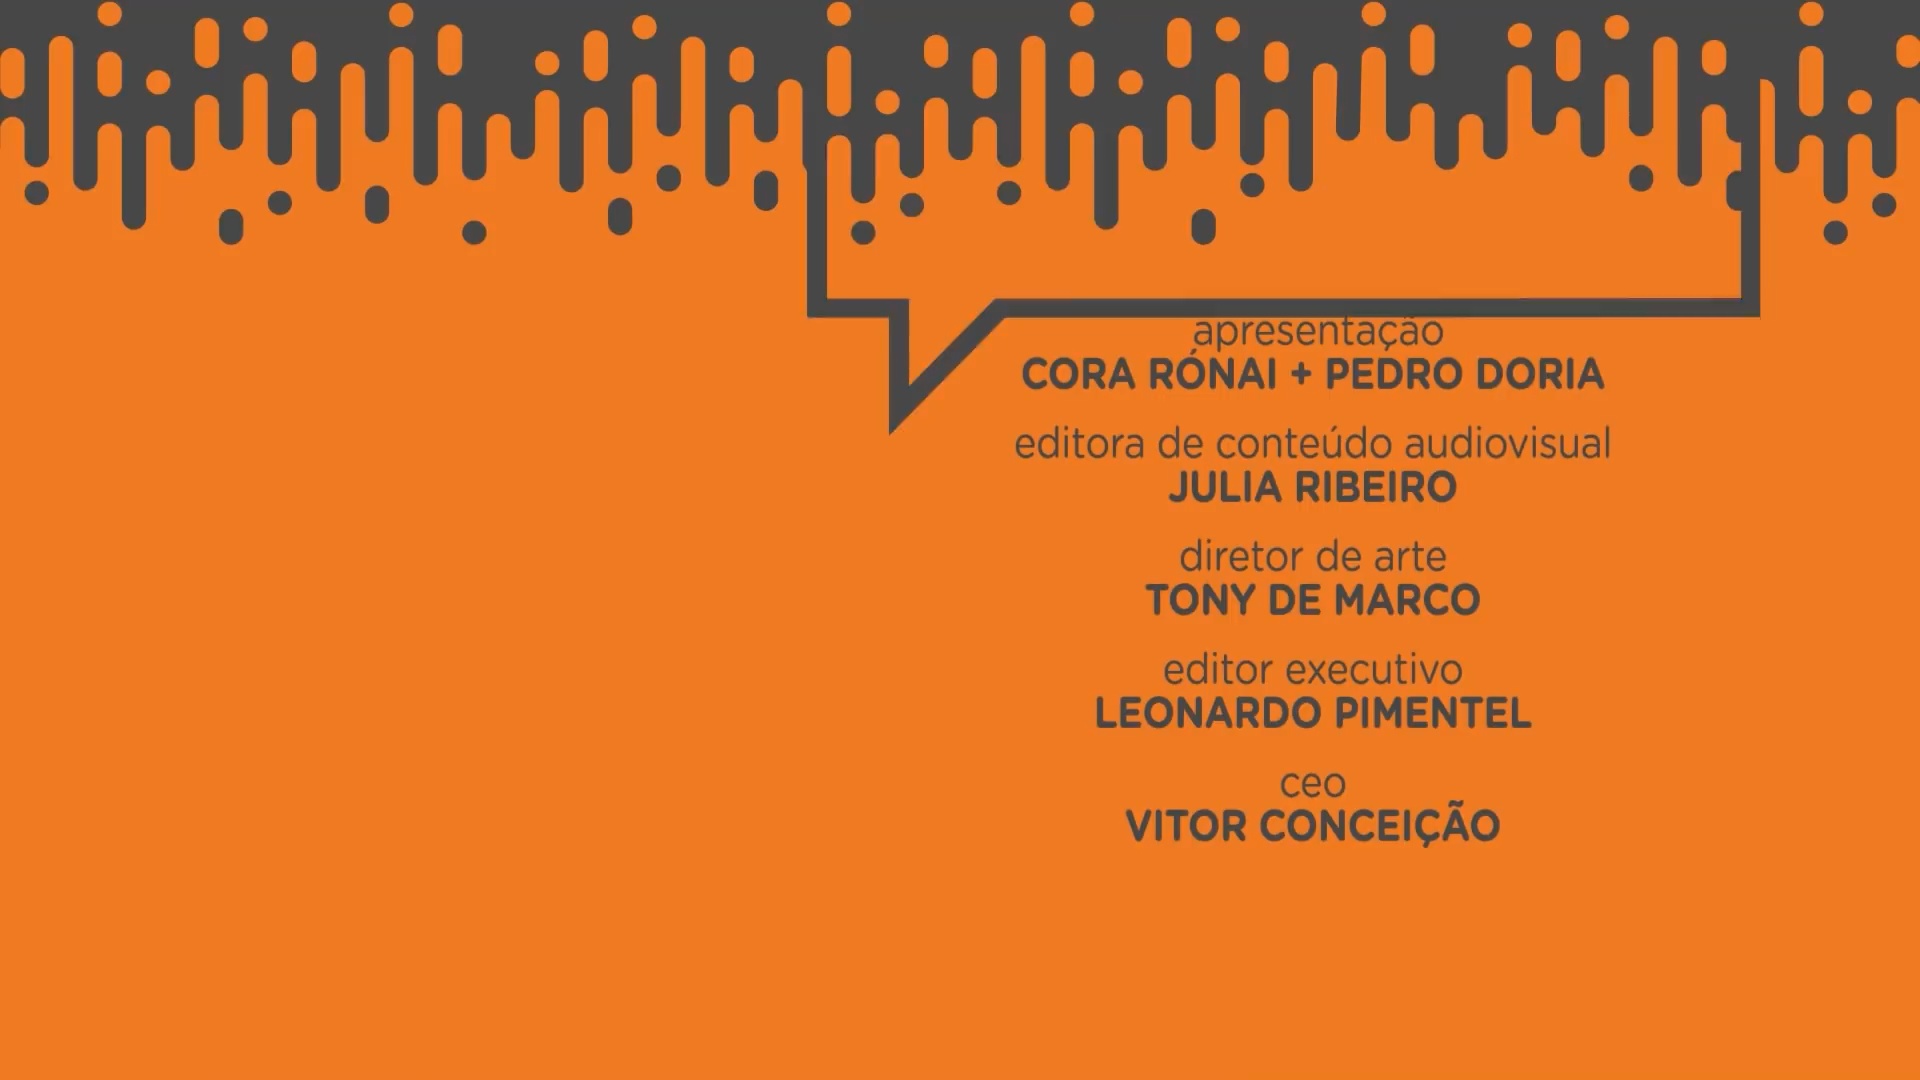 apresentação
CORA RÓNAI + PEDRO DORIA
editora de conteúdo audiovisual
JULIA RIBEIRO
diretor de arte
TONY DE MARCO
editor executivo
LEONARDO PIMENTEL
ceo
VITOR CONCEIÇÃO